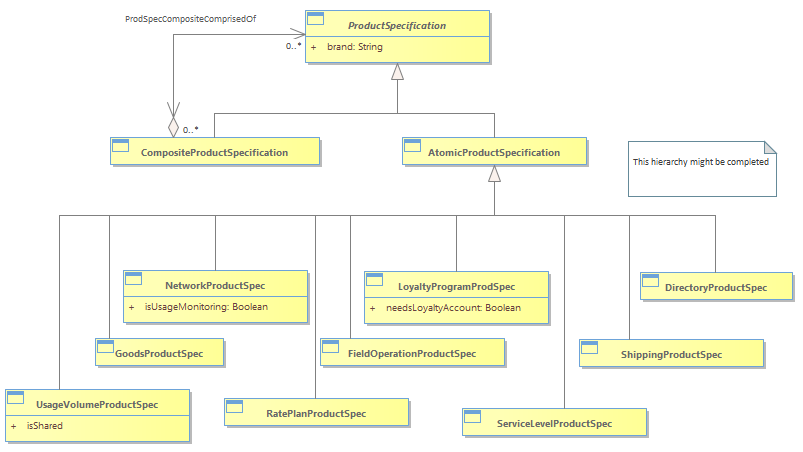 ProdSpecCompositeComprisedOf
ProductSpecification
0..*
+ brand: String
0..*
CompositeProductSpecification
AtomicProductSpecification
This hierarchy might be completed
NetworkProductSpec
+ isUsageMonitoring: Boolean
LoyaltyProgramProdSpec
+ needsLoyaltyAccount: Boolean
DirectoryProductSpec
GoodsProductSpec
FieldOperationProductSpec
ShippingProductSpec
UsageVolumeProductSpec
+ isShared
RatePlanProductSpec
ServiceLevelProductSpec